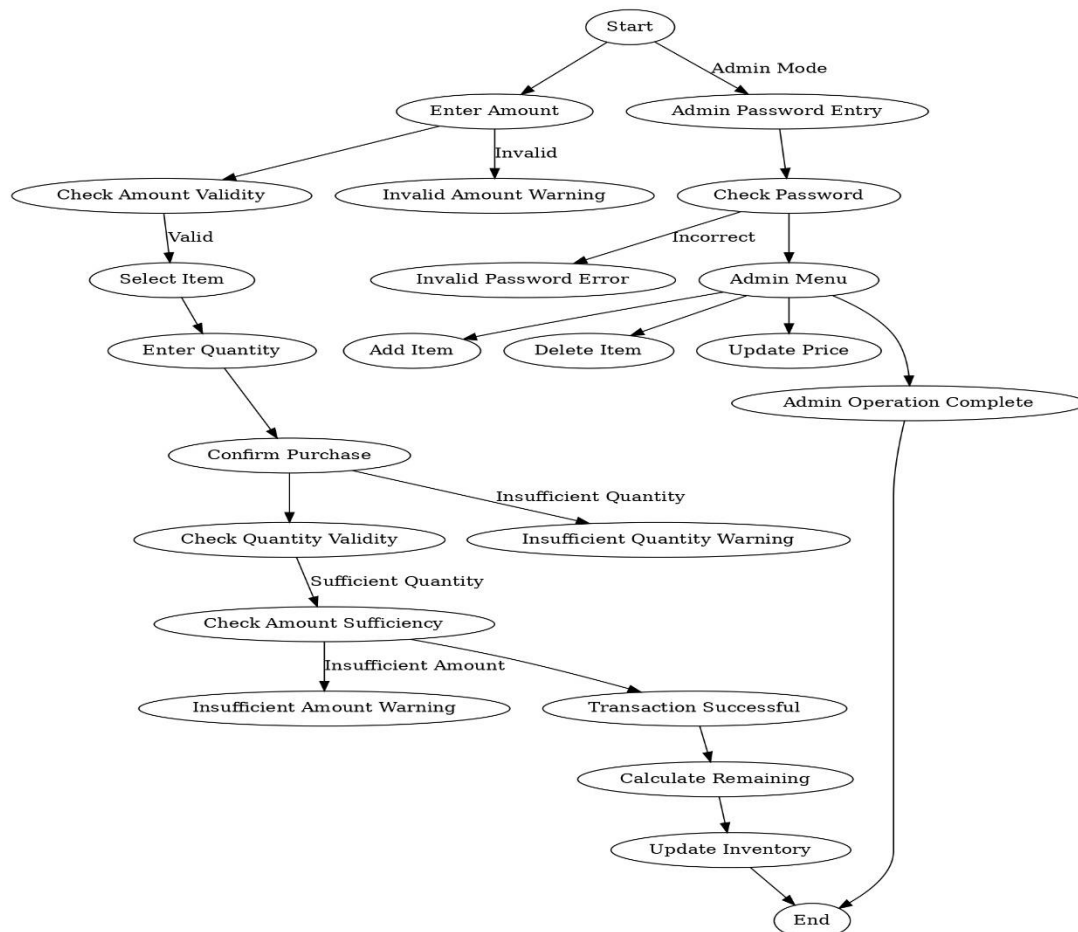 Start
Admin Mode
Enter Amount
Admin Password Entry
Invalid
Check Amount Validity
Invalid Amount Warning
Check Password
Valid
Incorrect
Select Item
Invalid Password Error
Admin Menu
Enter Quantity
Add Item
Delete Item
Update Price
Admin Operation Complete
Confirm Purchase
Insufficient Quantity
Check Quantity Validity
Insufficient Quantity Warning
Sufficient Quantity
Check Amount Sufficiency
Insufficient Amount
Insufficient Amount Warning
Transaction Successful
Calculate Remaining
Update Inventory
End